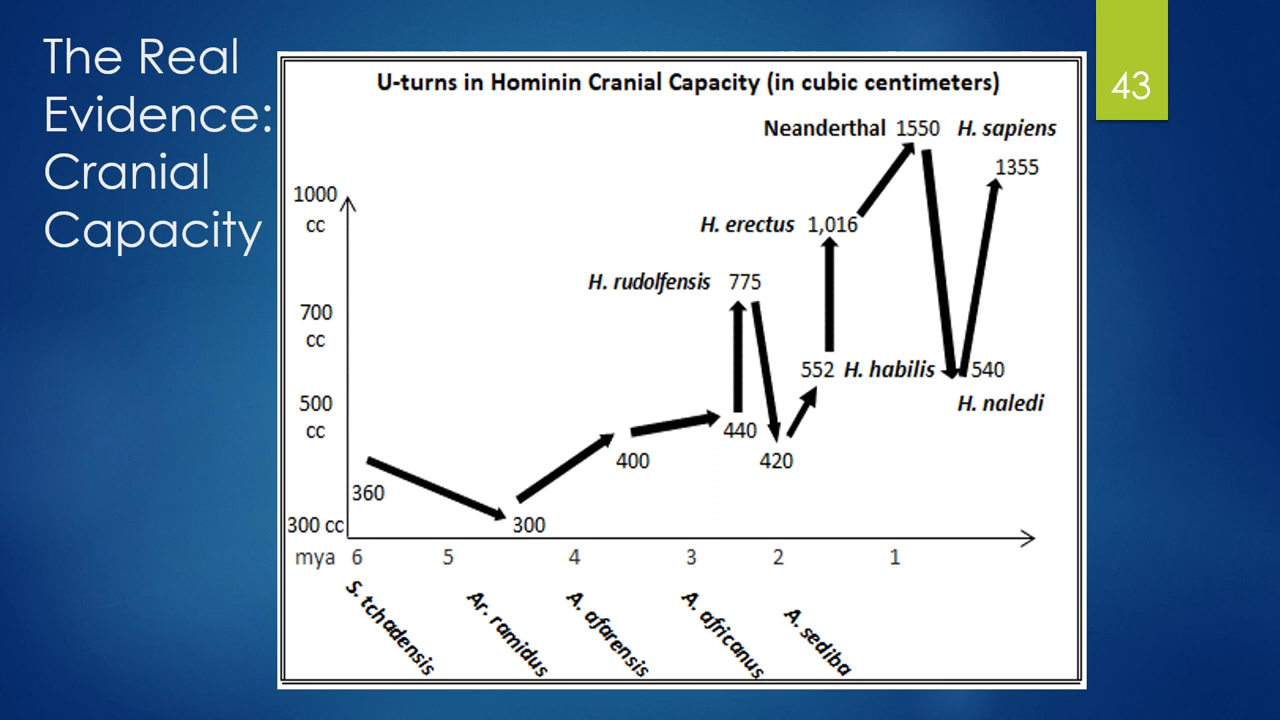 The Real
Evidence:
Cranial
Capacity
43
U-turns in Hominin Cranial Capacity (in cubic centimeters)
Neanderthal 1550 H. sapiens
1355
1000
cc
H. erectus 1,016
H. rudolfensis 775
700
cc
552 H. habilis 540
H. naledi
500
cc
440
400
420
360
300 cc
300
mya 6 5 4 3 2 1
S. tchadensis
Ar. ramidus
A. afarensis
A. africanus
A. sediba